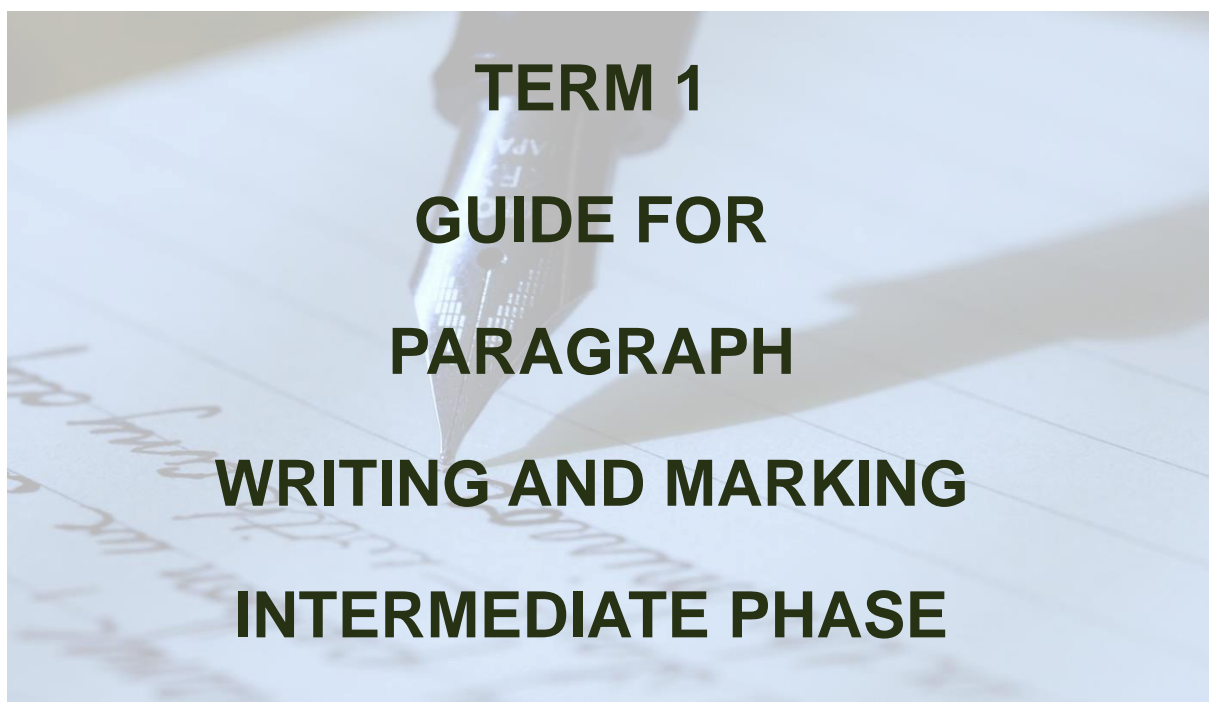 TERM 1
GUIDE FOR
PARAGRAPH
WRITING AND MARKING
INTERMEDIATE PHASE